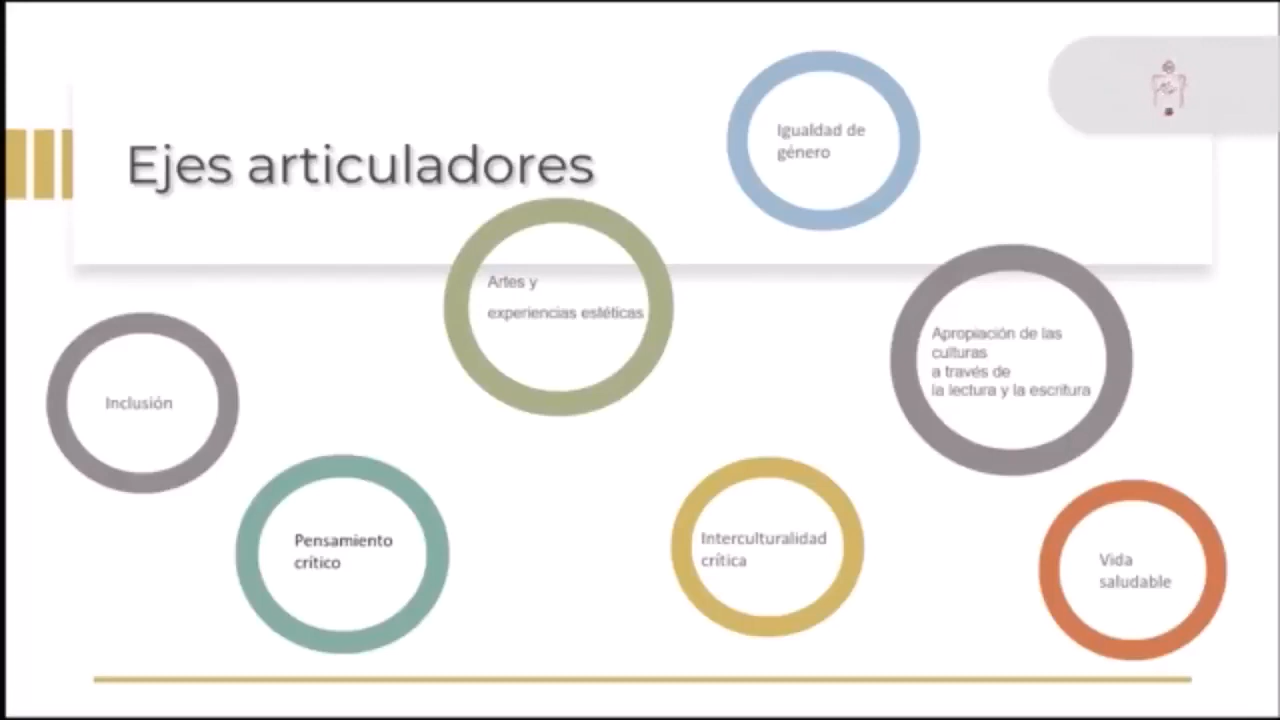 Ejes articuladores
Igualdad de
género
Artes y
experiencias estéticas
Apropiación de las
culturas
a través de
la lectura y la escritura
Inclusión
Pensamiento
crítico
Interculturalidad
crítica
Vida
saludable